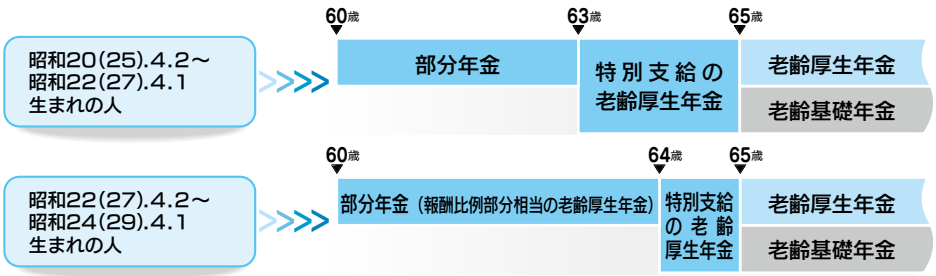 60歳
63歳
65歳
昭和20(25).4.2～
昭和22(27).4.1
生まれの人
部分年金
特別支給の
老齢厚生年金
老齢厚生年金
老齢基礎年金
60歳
64歳
65歳
昭和22(27).4.2～
昭和24(29).4.1
生まれの人
部分年金（報酬比例部分相当の老齢厚生年金）
特別支給
の老齢
厚生年金
老齢厚生年金
老齢基礎年金